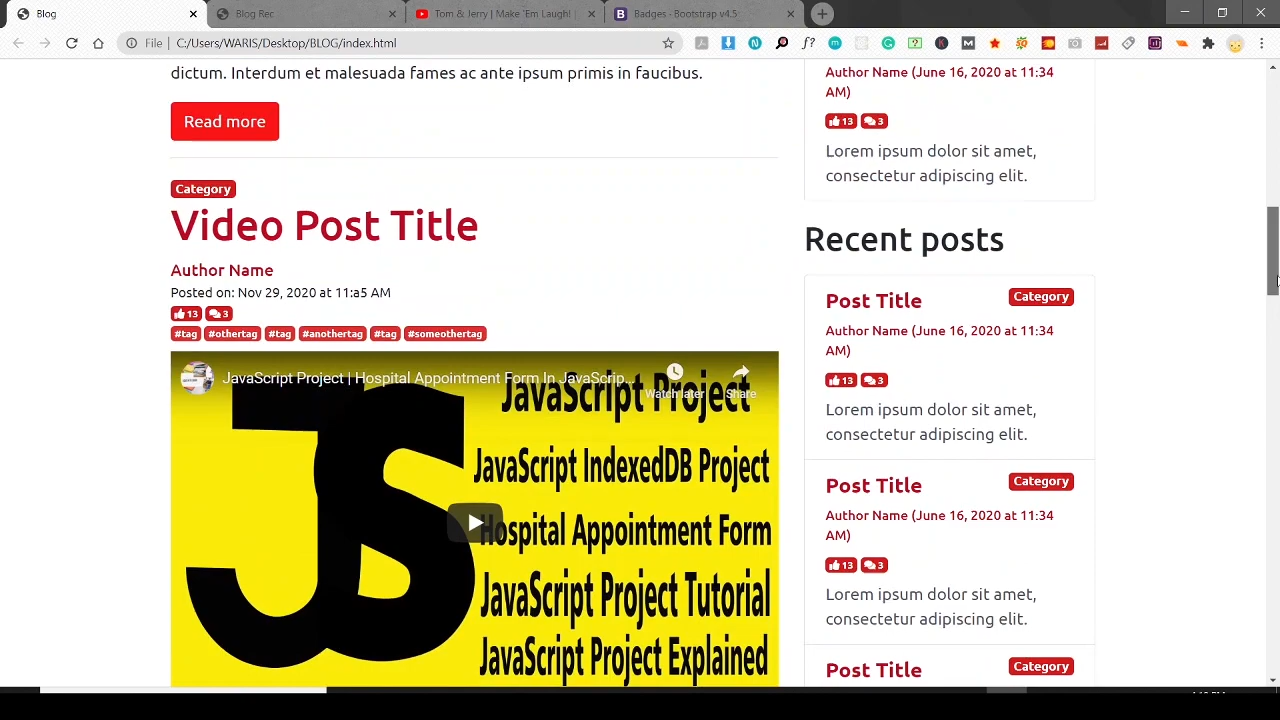 Blog
Blog Rec
Tom & Jerry | Make 'Em Laugh! |
B Badges · Bootstrap v4.5
File | C:/Users/WARIS/Desktop/BLOG/index.html
dictum. Interdum et malesuada fames ac ante ipsum primis in faucibus.
Read more
Category
Video Post Title
Author Name
Posted on: Nov 29, 2020 at 11:a5 AM
13 3
#tag #othertag #tag #anothertag #tag #someothertag
JavaScript Project | Hospital Appointment Form In JavaScrip...
Watch later
Share
JS
JavaScript Project
JavaScript IndexedDB Project
Hospital Appointment Form
JavaScript Project Tutorial
JavaScript Project Explained
Author Name (June 16, 2020 at 11:34
AM)
13 3
Lorem ipsum dolor sit amet,
consectetur adipiscing elit.
Recent posts
Post Title Category
Author Name (June 16, 2020 at 11:34
AM)
13 3
Lorem ipsum dolor sit amet,
consectetur adipiscing elit.
Post Title Category
Author Name (June 16, 2020 at 11:34
AM)
13 3
Lorem ipsum dolor sit amet,
consectetur adipiscing elit.
Post Title Category